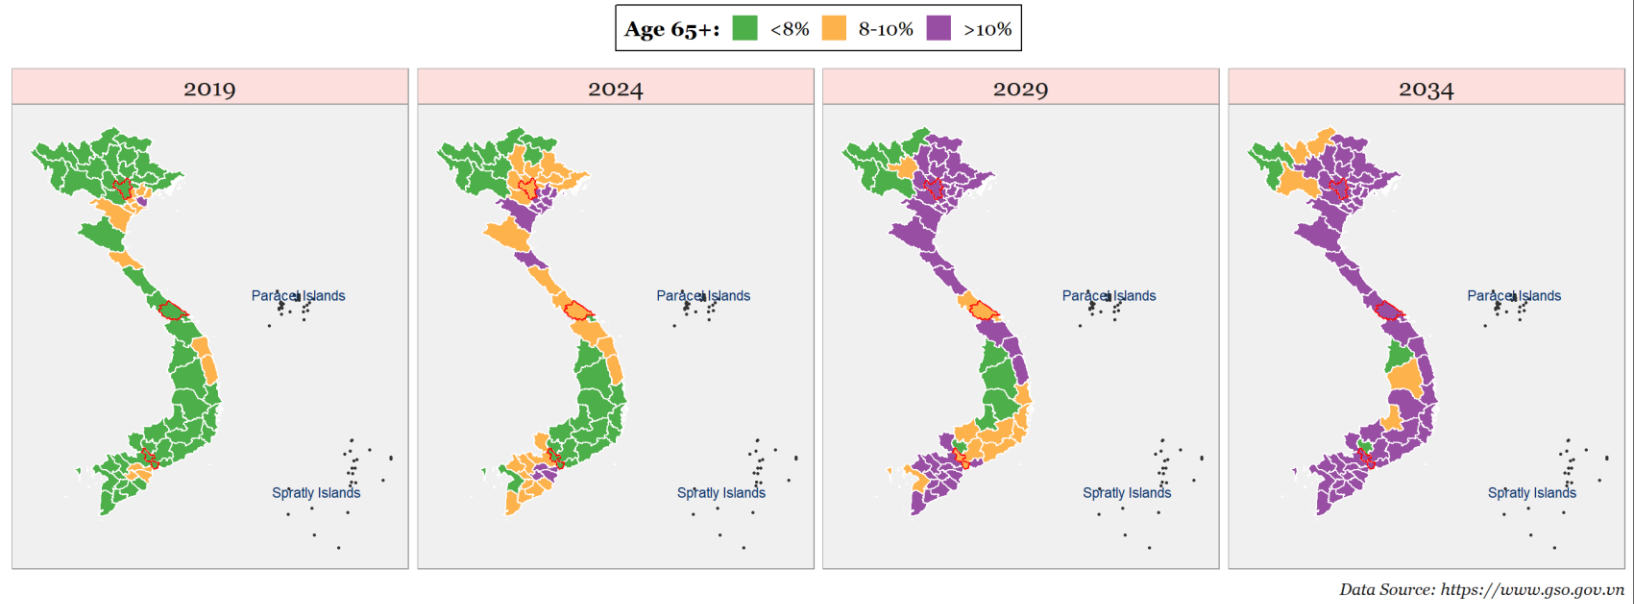 Age 65+: <8% 8-10% >10%
2019 2024 2029 2034
Paracel Islands Paracel Islands Paracel Islands Paracel Islands
Spratly Islands Spratly Islands Spratly Islands Spratly Islands
Data Source: https://www.gso.gov.vn